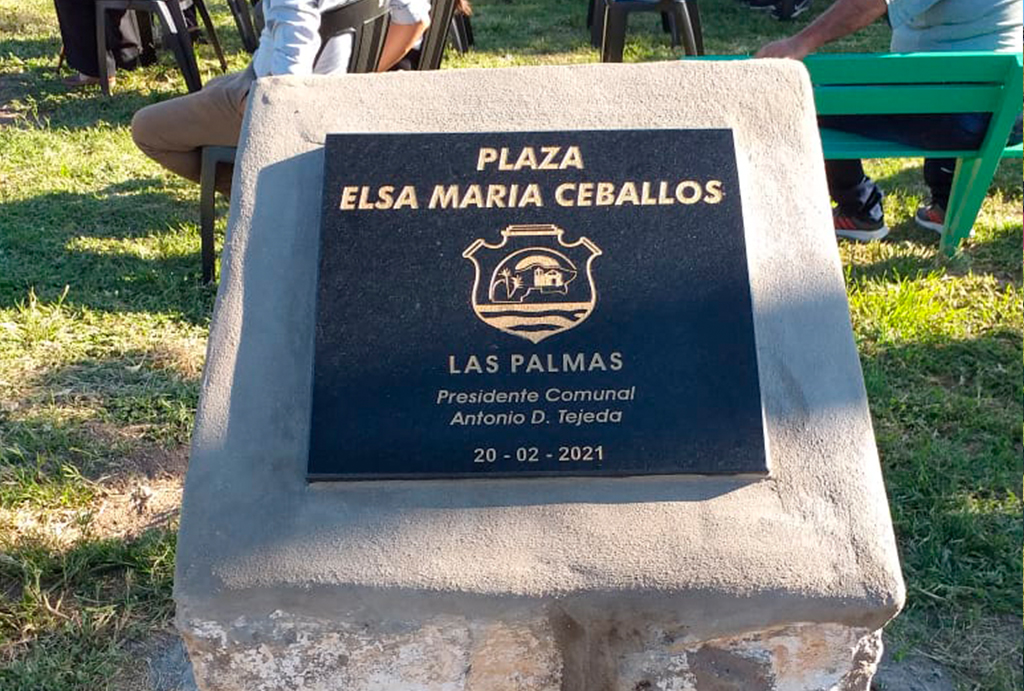 PLAZA
ELSA MARIA CEBALLOS
LAS PALMAS
Presidente Comunal
Antonio D. Tejeda
20 - 02 - 2021